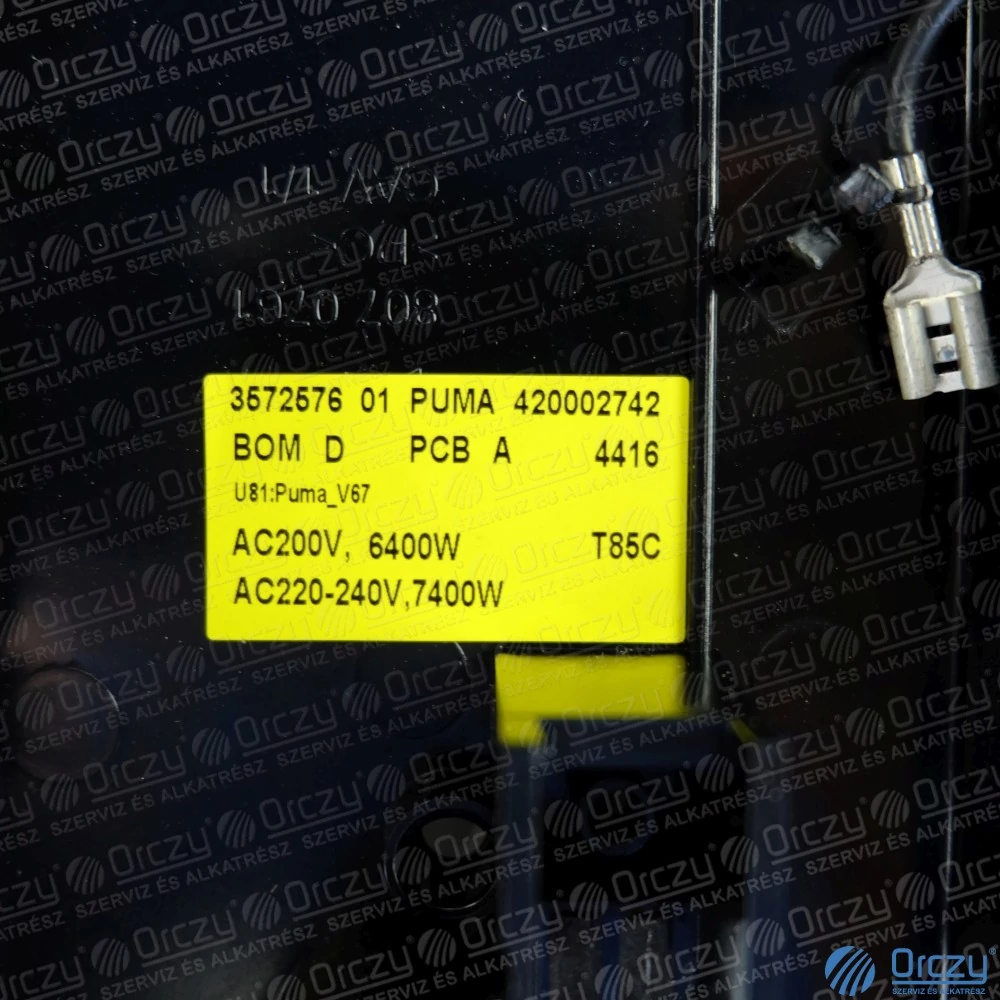 3572576 01 PUMA 420002742
BOM D PCB A 4416
U81:Puma_V67
AC200V, 6400W T85C
AC220-240V,7400W
Orczy
SZERVIZ ÉS ALKATRÉSZ